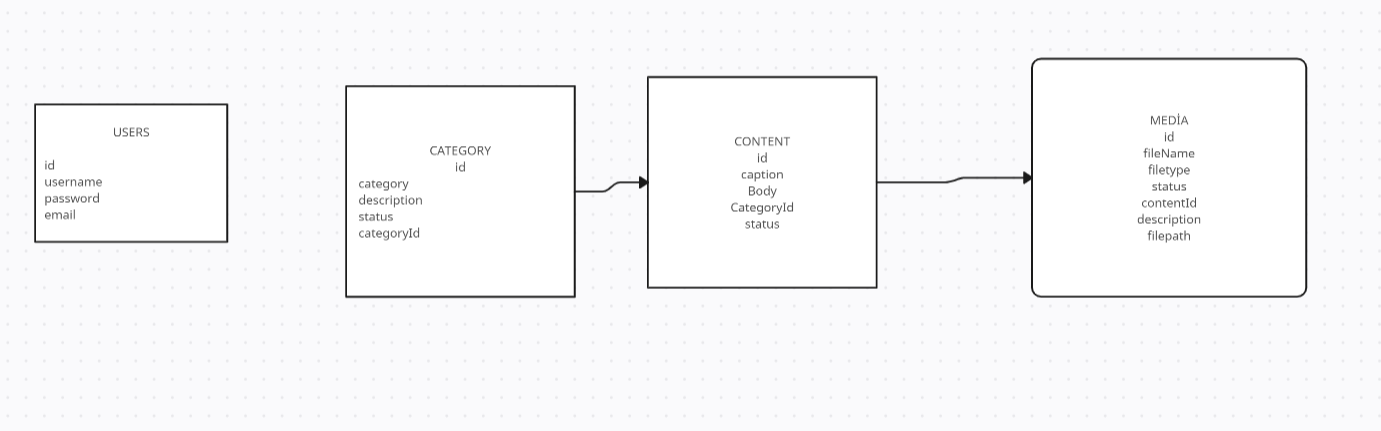 USERS
id
username
password
email
CATEGORY
id
category
description
status
categoryId
CONTENT
id
caption
Body
CategoryId
status
MEDİA
id
fileName
filetype
status
contentId
description
filepath